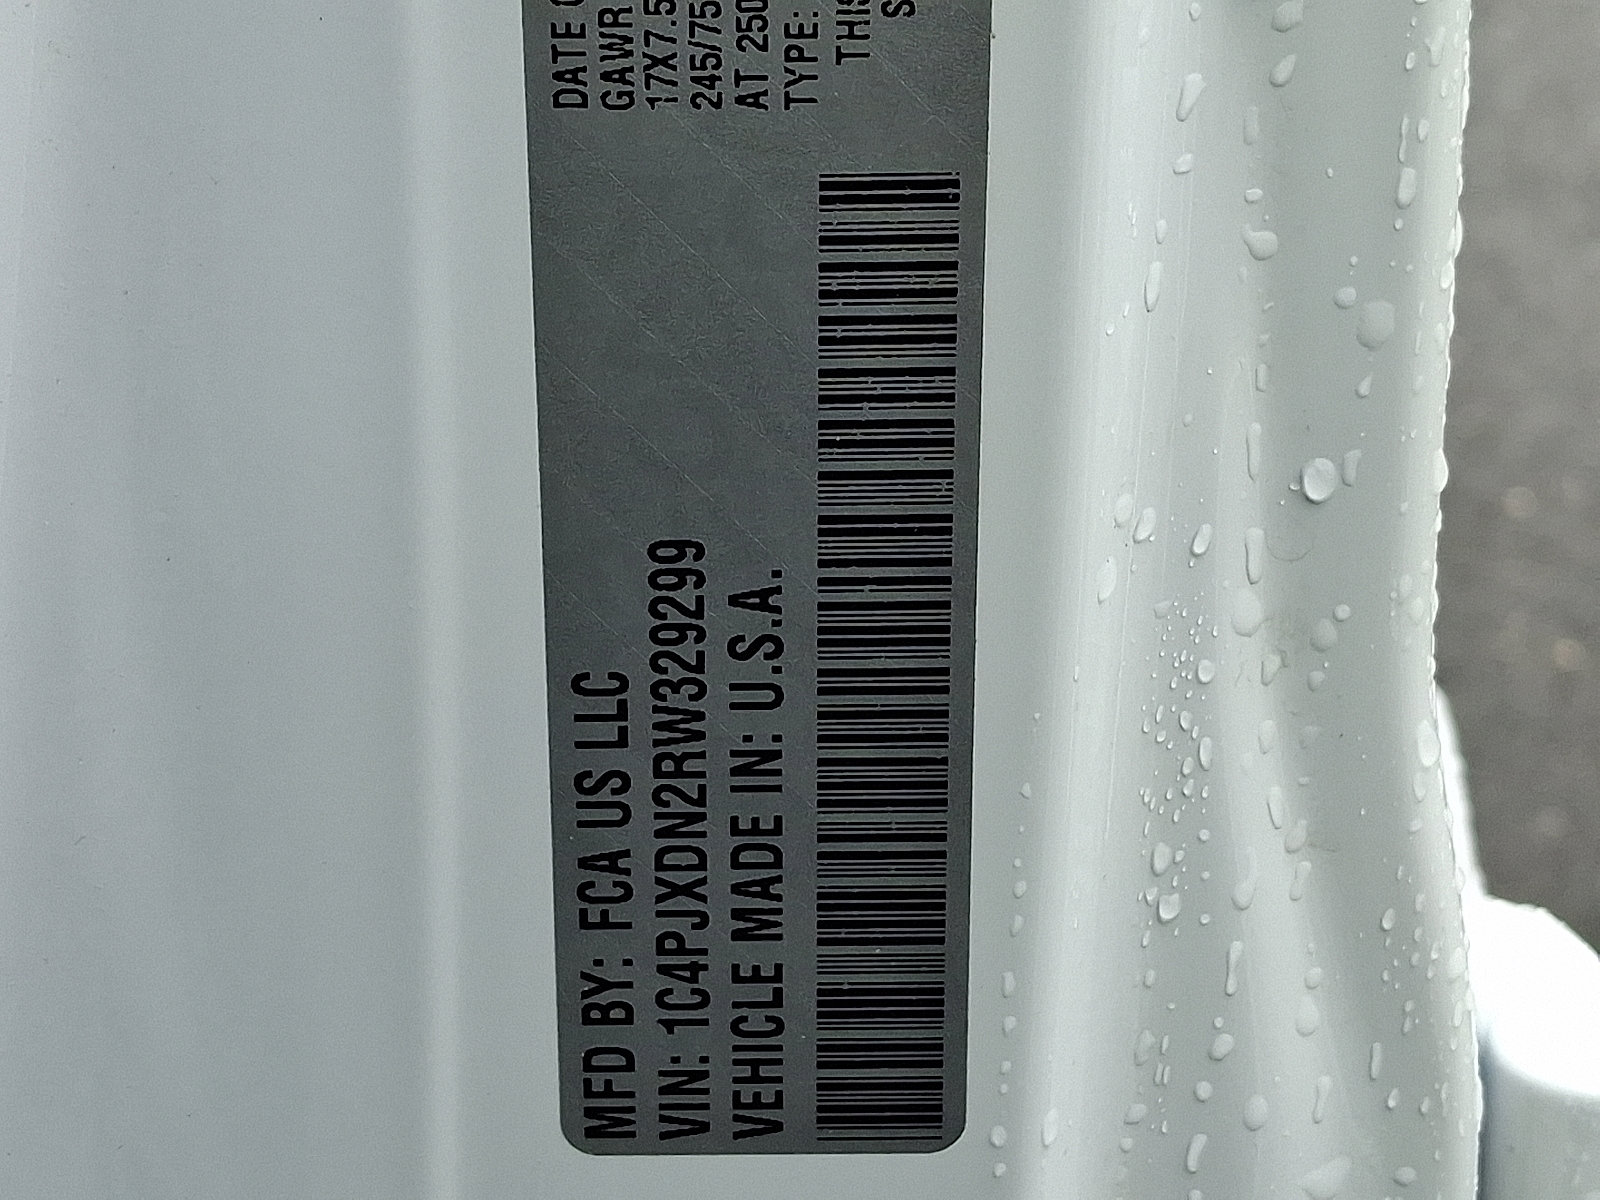 MFD BY: FCA US LLC
VIN: 1C4PJXDN2RW329299
VEHICLE MADE IN: U.S.A.
DATE
GAWR
17X7.5
245/75
AT 250
TYPE:
THIS